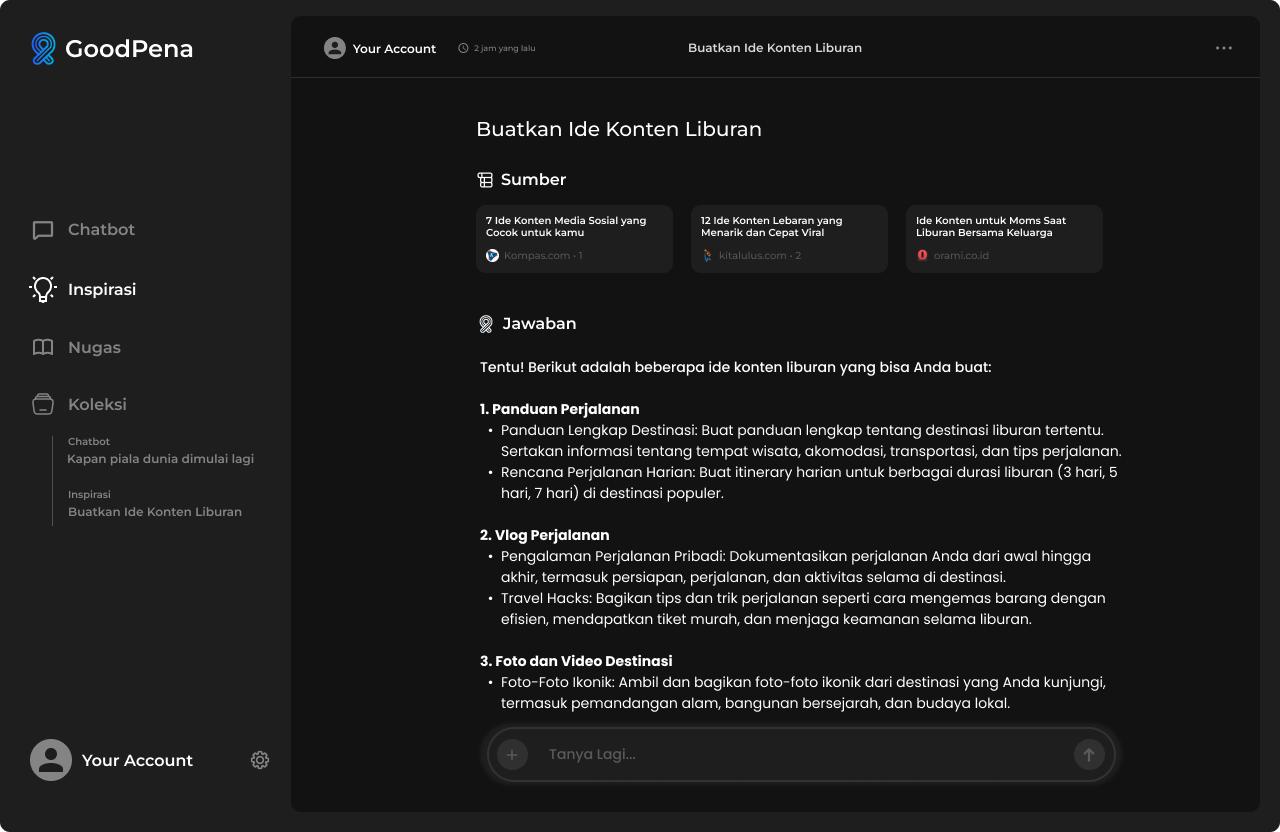 GoodPena
Chatbot
Inspirasi
Nugas
Koleksi
Chatbot
Kapan piala dunia dimulai lagi
Inspirasi
Buatkan Ide Konten Liburan
Your Account
Your Account
2 jam yang lalu
Buatkan Ide Konten Liburan
Buatkan Ide Konten Liburan
Sumber
7 Ide Konten Media Sosial yang
Cocok untuk kamu
Kompas.com • 1
12 Ide Konten Lebaran yang
Menarik dan Cepat Viral
kitalulus.com • 2
Ide Konten untuk Moms Saat
Liburan Bersama Keluarga
orami.co.id
Jawaban
Tentu! Berikut adalah beberapa ide konten liburan yang bisa Anda buat:
1. Panduan Perjalanan
• Panduan Lengkap Destinasi: Buat panduan lengkap tentang destinasi liburan tertentu.
Sertakan informasi tentang tempat wisata, akomodasi, transportasi, dan tips perjalanan.
• Rencana Perjalanan Harian: Buat itinerary harian untuk berbagai durasi liburan (3 hari, 5
hari, 7 hari) di destinasi populer.
2. Vlog Perjalanan
• Pengalaman Perjalanan Pribadi: Dokumentasikan perjalanan Anda dari awal hingga
akhir, termasuk persiapan, perjalanan, dan aktivitas selama di destinasi.
• Travel Hacks: Bagikan tips dan trik perjalanan seperti cara mengemas barang dengan
efisien, mendapatkan tiket murah, dan menjaga keamanan selama liburan.
3. Foto dan Video Destinasi
• Foto-Foto Ikonik: Ambil dan bagikan foto-foto ikonik dari destinasi yang Anda kunjungi,
termasuk pemandangan alam, bangunan bersejarah, dan budaya lokal.
Tanya Lagi...